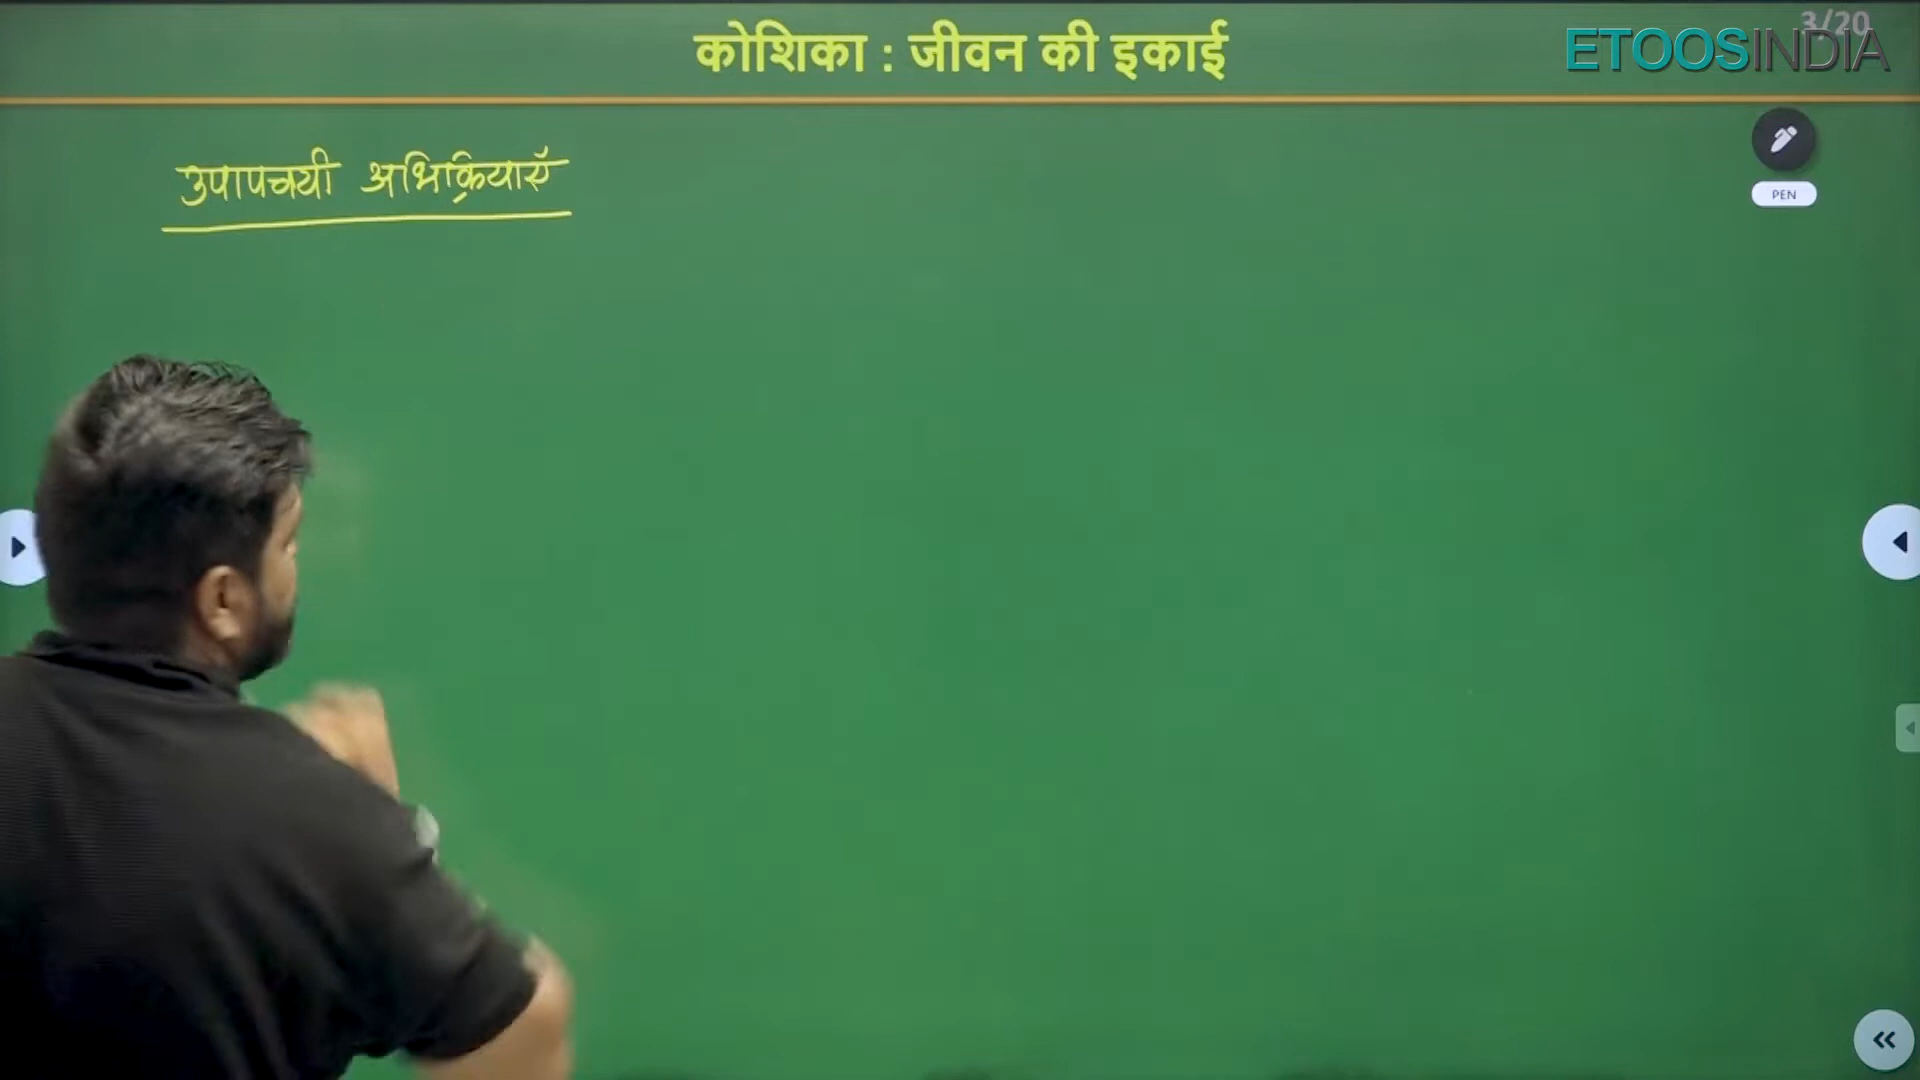 कोशिका : जीवन की इकाई
3/20
ETOOSINDIA
उपापचयी अभिक्रियाएँ
PEN